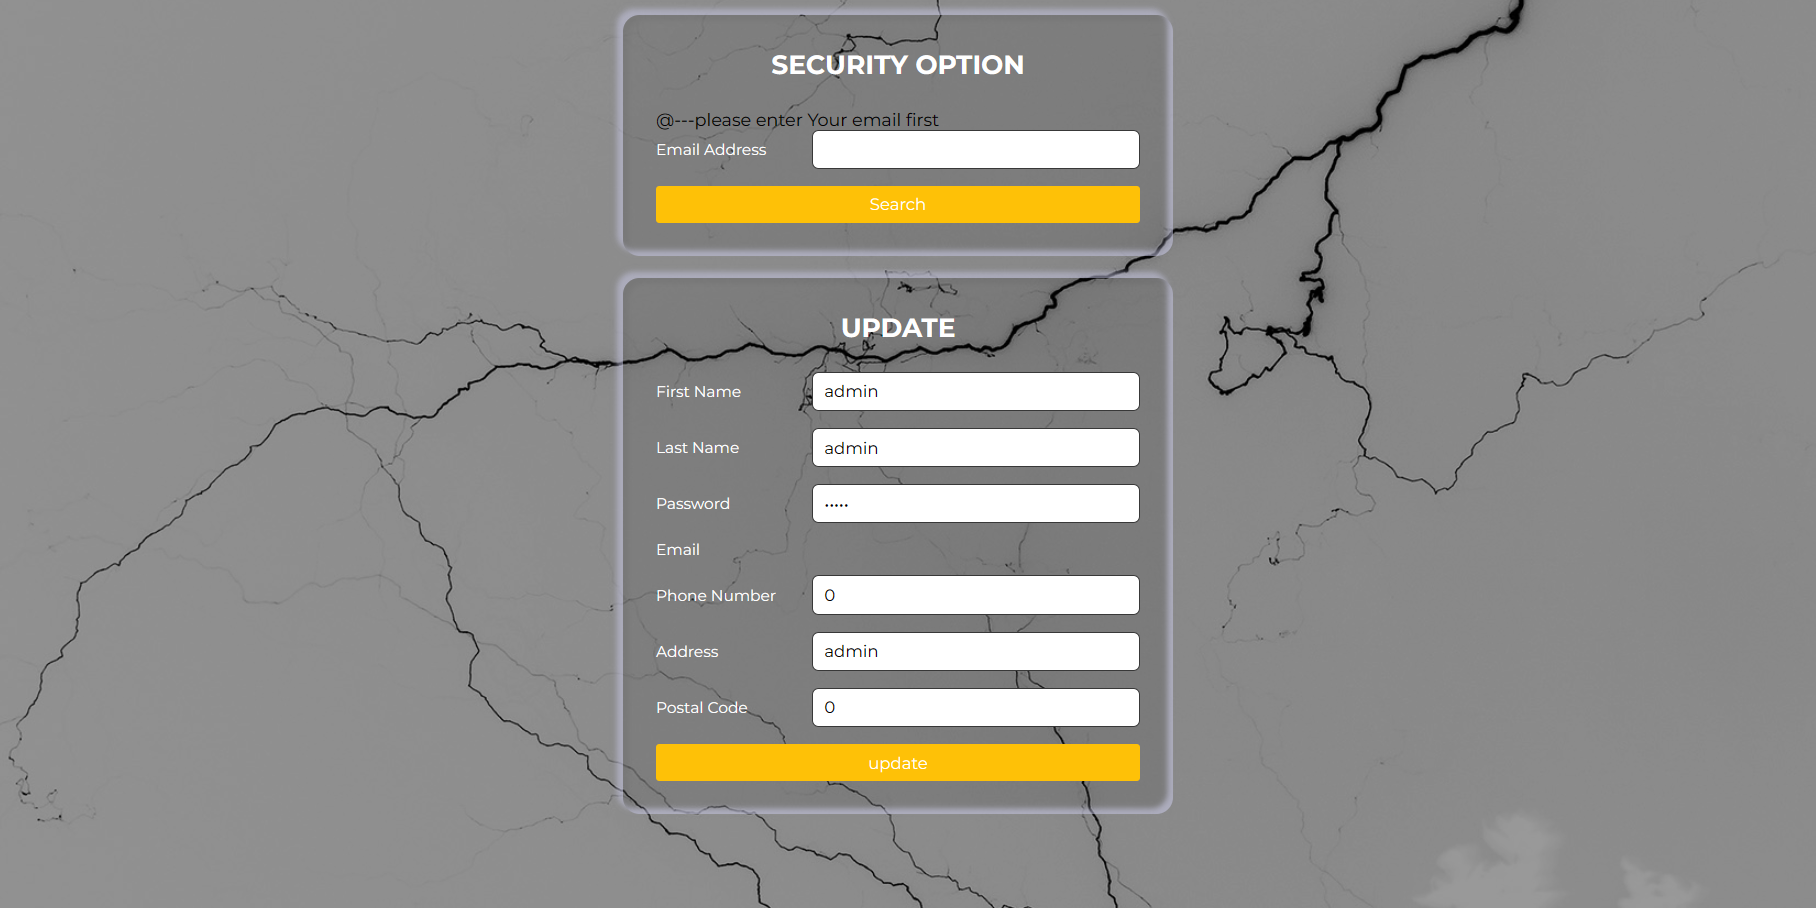 SECURITY OPTION
@---please enter Your email first
Email Address
Search
UPDATE
First Name admin
Last Name admin
Password •••••
Email
Phone Number 0
Address admin
Postal Code 0
update